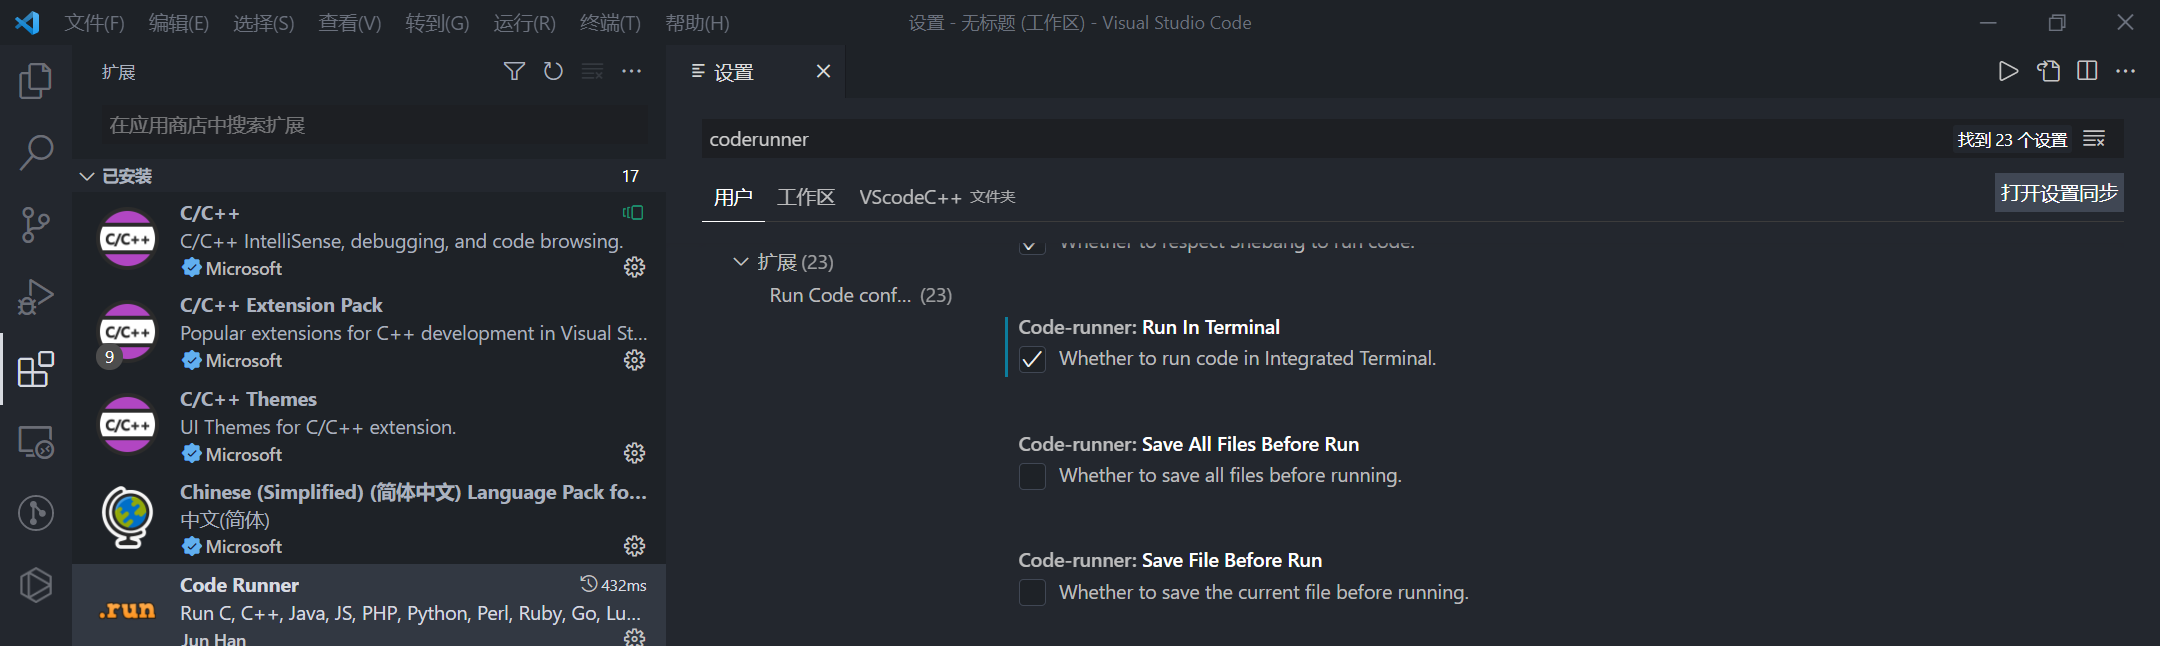 文件(F) 编辑(E) 选择(S) 查看(V) 转到(G) 运行(R) 终端(T) 帮助(H) 设置 - 无标题 (工作区) - Visual Studio Code
扩展
在应用商店中搜索扩展
已安装 17
C/C++
C/C++
C/C++ IntelliSense, debugging, and code browsing.
Microsoft
C/C++
9
C/C++ Extension Pack
Popular extensions for C++ development in Visual St...
Microsoft
C/C++
C/C++ Themes
UI Themes for C/C++ extension.
Microsoft
Chinese (Simplified) (简体中文) Language Pack fo...
中文(简体)
Microsoft
.run
Code Runner 432ms
Run C, C++, Java, JS, PHP, Python, Perl, Ruby, Go, Lu...
Jun Han
设置
coderunner 找到 23 个设置
用户 工作区 VScodeC++ 文件夹 打开设置同步
扩展 (23)
Run Code conf... (23)
Whether to respect Shebang to run code.
Code-runner: Run In Terminal
Whether to run code in Integrated Terminal.
Code-runner: Save All Files Before Run
Whether to save all files before running.
Code-runner: Save File Before Run
Whether to save the current file before running.